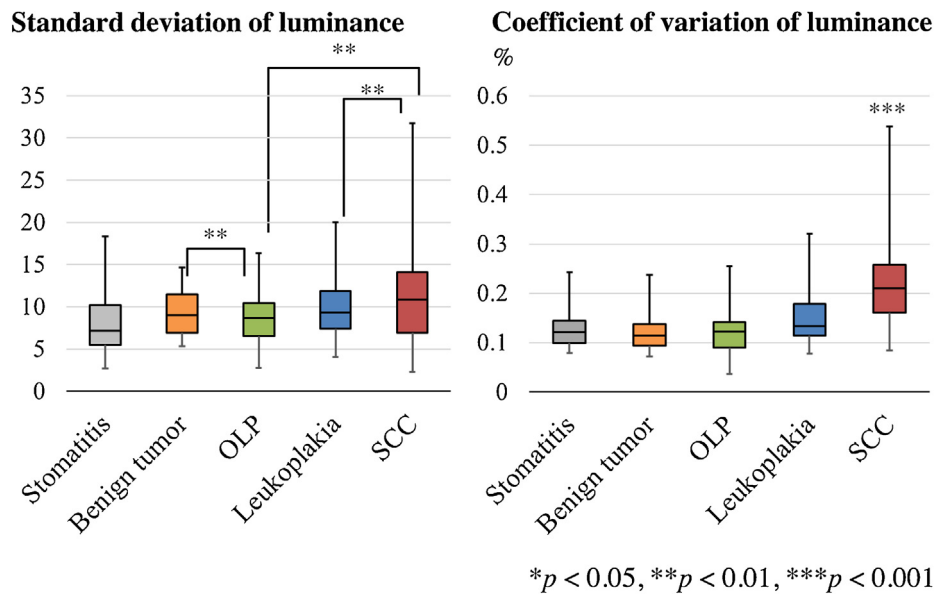 Standard deviation of luminance
**
**
**
35
30
25
20
15
10
5
0
Stomatitis
Benign tumor
OLP
Leukoplakia
SCC
Coefficient of variation of luminance
%
***
0.6
0.5
0.4
0.3
0.2
0.1
0
Stomatitis
Benign tumor
OLP
Leukoplakia
SCC
*p < 0.05, **p < 0.01, ***p < 0.001